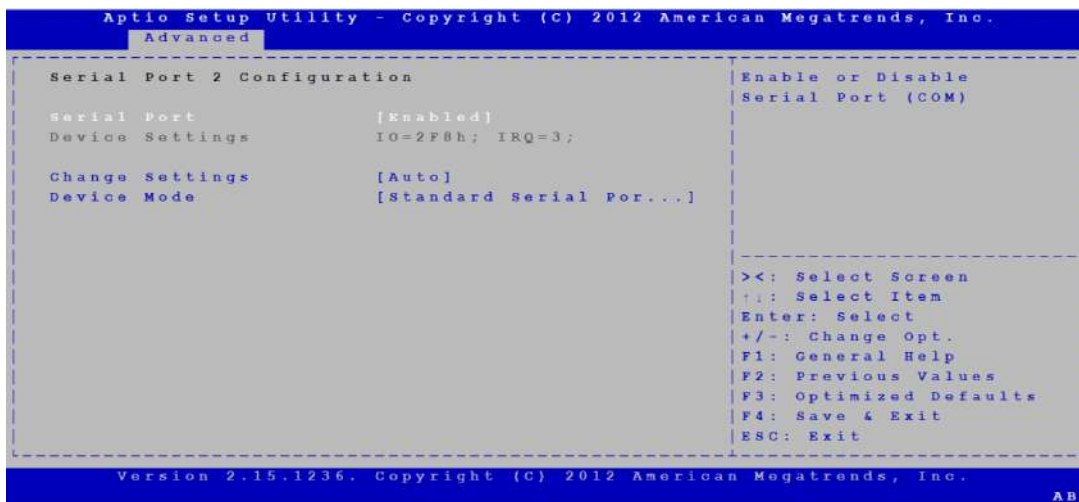 Aptio Setup Utility - Copyright (C) 2012 American Megatrends, Inc.
Advanced
Serial Port 2 Configuration
Serial Port [Enabled]
Device Settings IO=2F8h; IRQ=3;
Change Settings [Auto]
Device Mode [Standard Serial Por...]
Enable or Disable
Serial Port (COM)
><: Select Screen
↑↓: Select Item
Enter: Select
+/-: Change Opt.
F1: General Help
F2: Previous Values
F3: Optimized Defaults
F4: Save & Exit
ESC: Exit
Version 2.15.1236. Copyright (C) 2012 American Megatrends, Inc.
AB